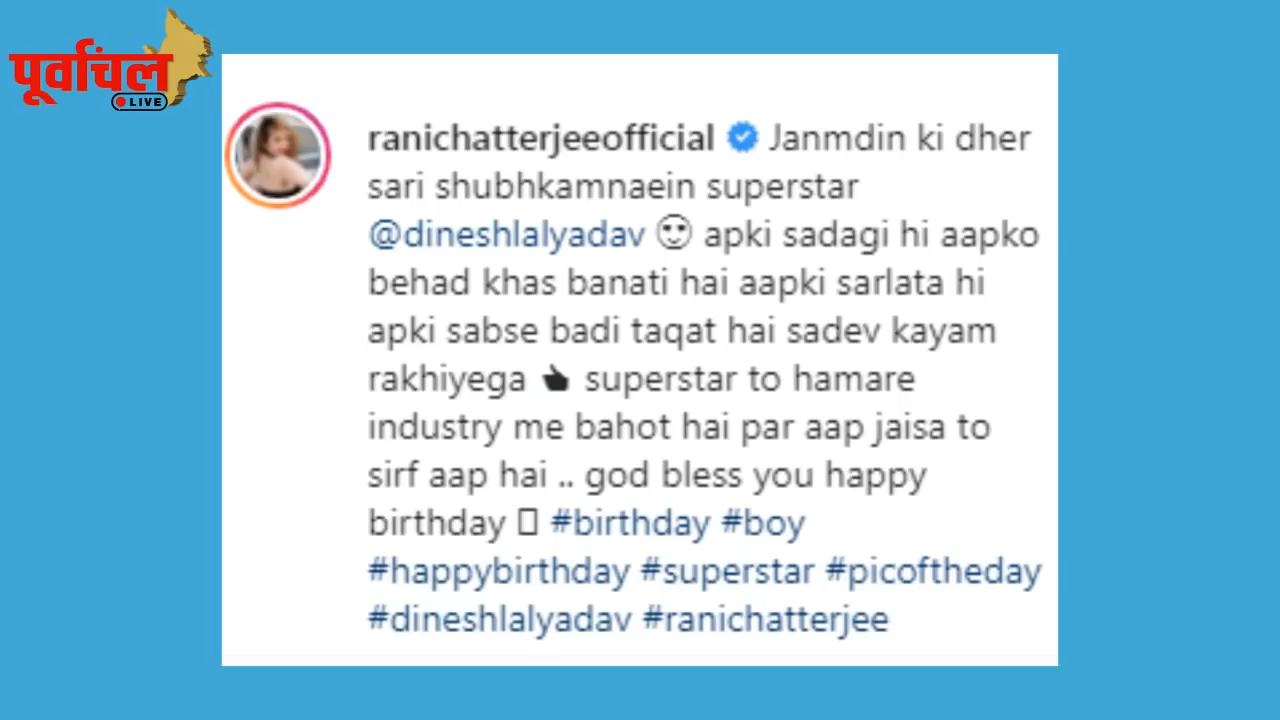 पूर्वांचल
LIVE
ranichatterjeeofficial Janmdin ki dher
sari shubhkamnaein superstar
@dineshlalyadav 😍 apki sadagi hi aapko
behad khas banati hai aapki sarlata hi
apki sabse badi taqat hai sadev kayam
rakhiyega 👍 superstar to hamare
industry me bahot hai par aap jaisa to
sirf aap hai .. god bless you happy
birthday #birthday #boy
#happybirthday #superstar #picoftheday
#dineshlalyadav #ranichatterjee